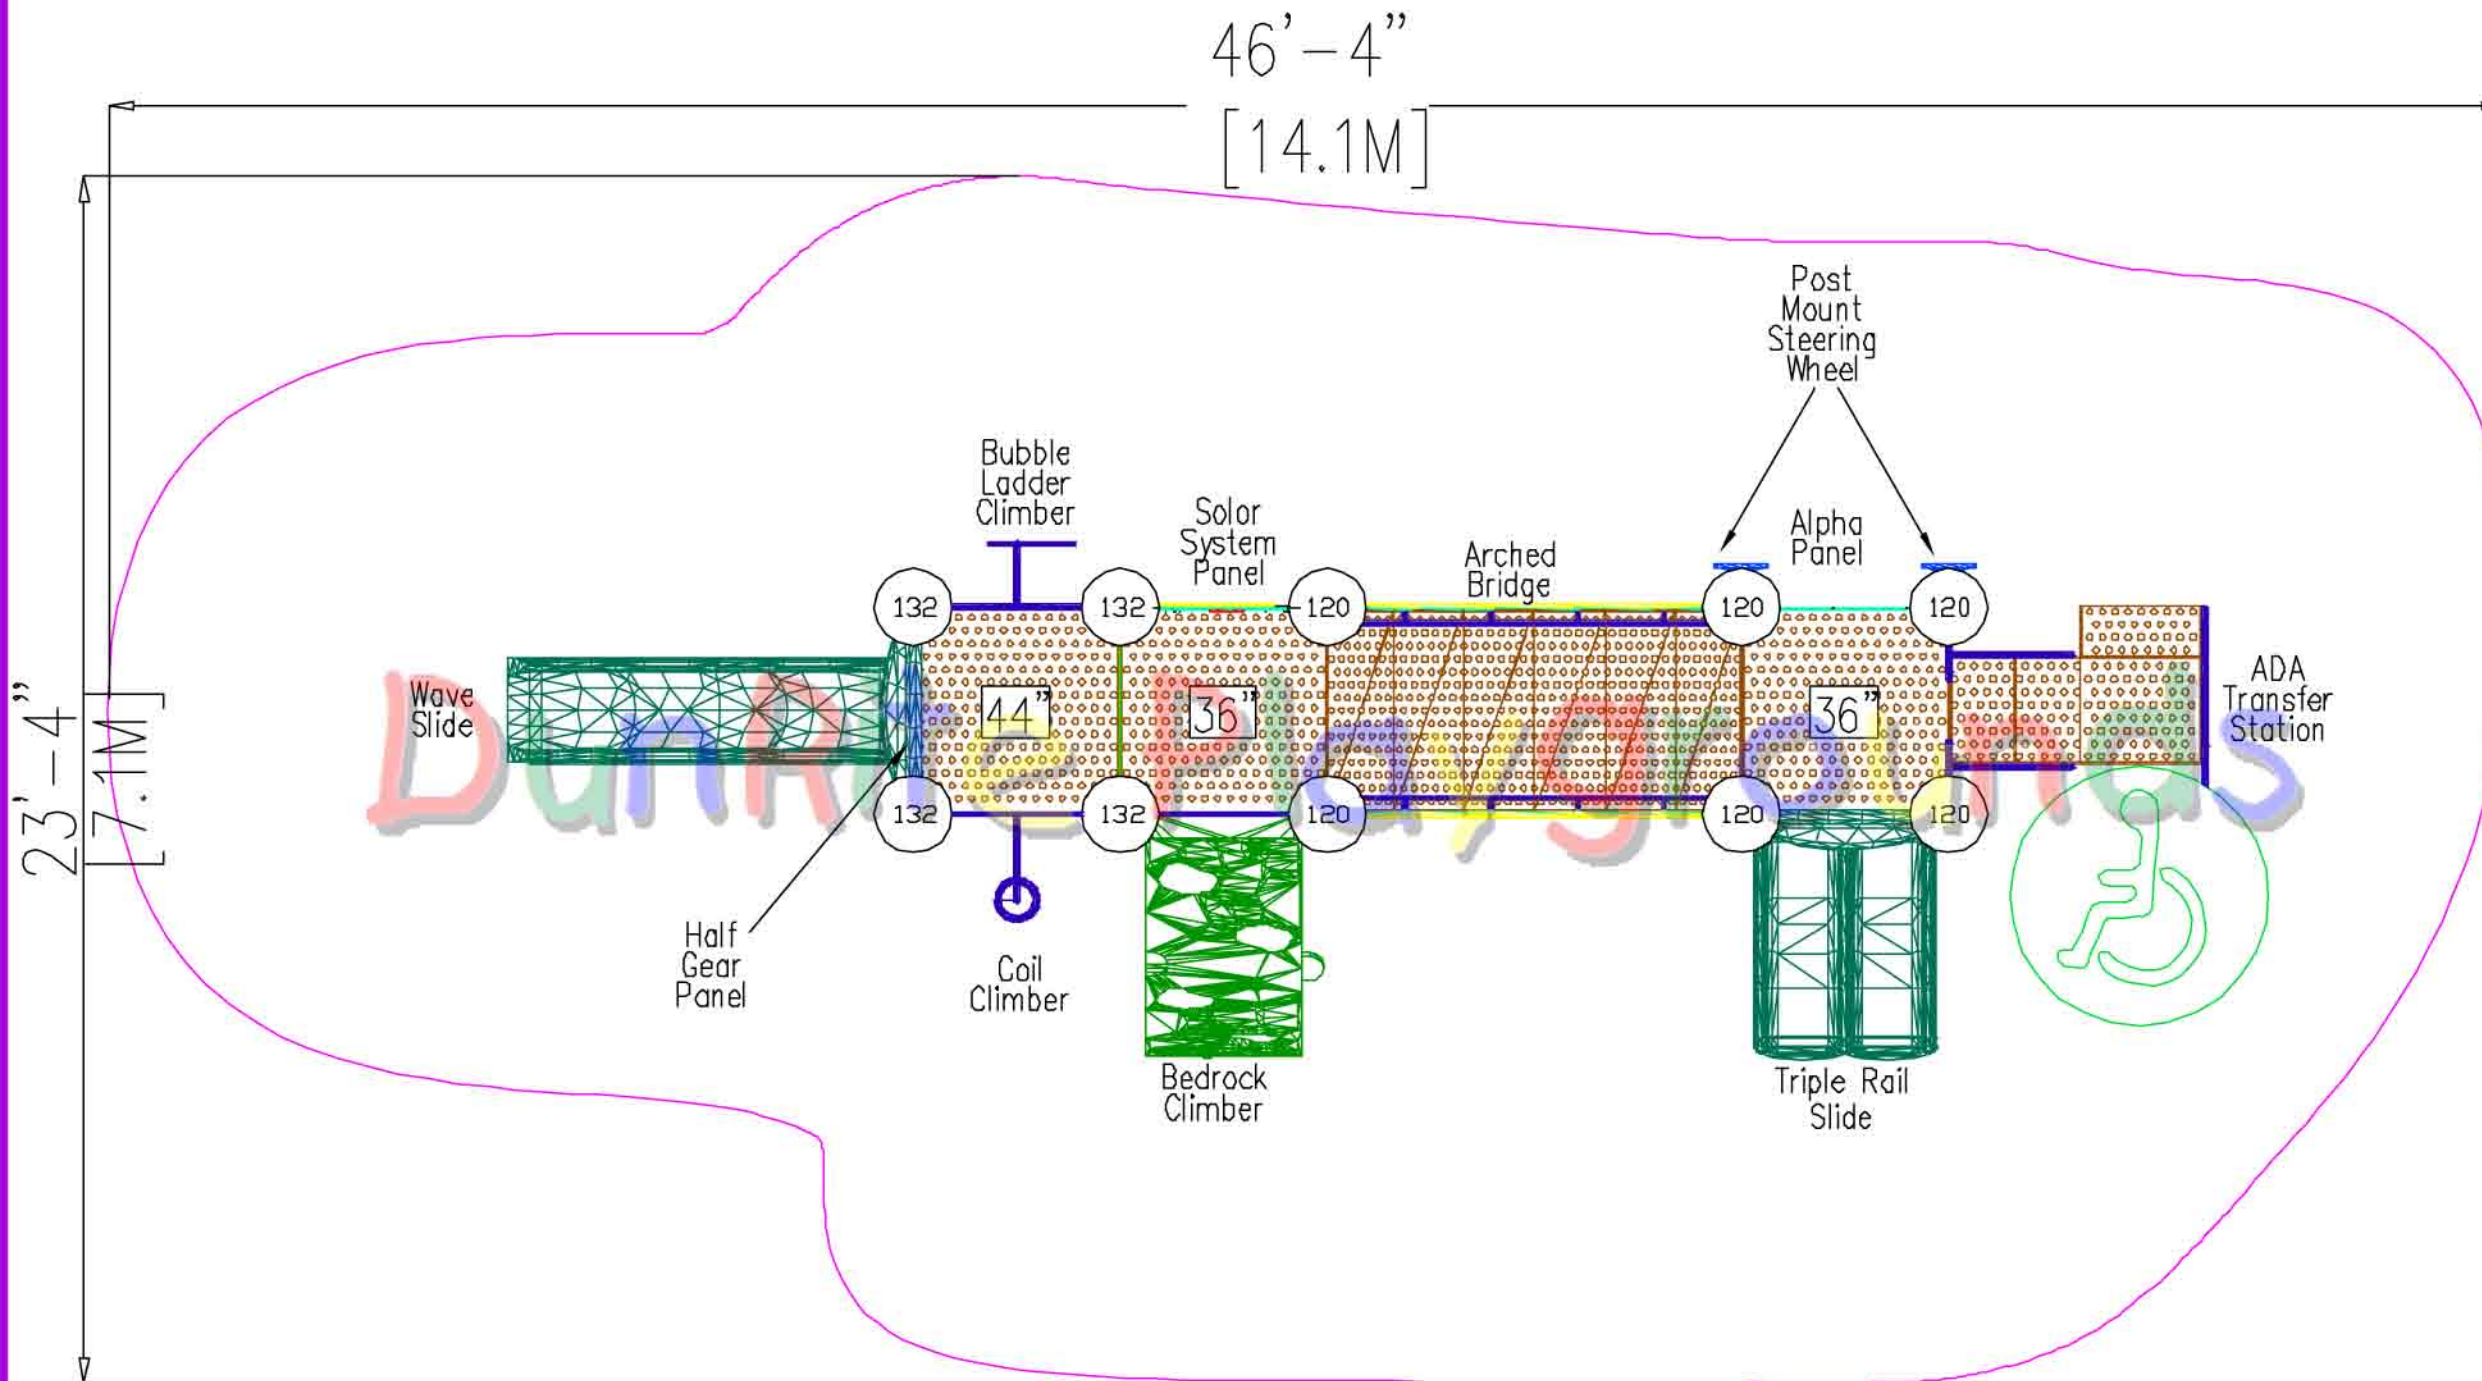 46'-4"
[14.1M]
23'-4"
[7.1M]
Post
Mount
Steering
Wheel
Bubble
Ladder
Climber
Solor
System
Panel
Arched
Bridge
Alpha
Panel
132
132
120
120
120
Wave
Slide
44"
36"
36"
ADA
Transfer
Station
DunRite Playgrounds
132
132
120
120
120
Half
Gear
Panel
Coil
Climber
Bedrock
Climber
Triple Rail
Slide